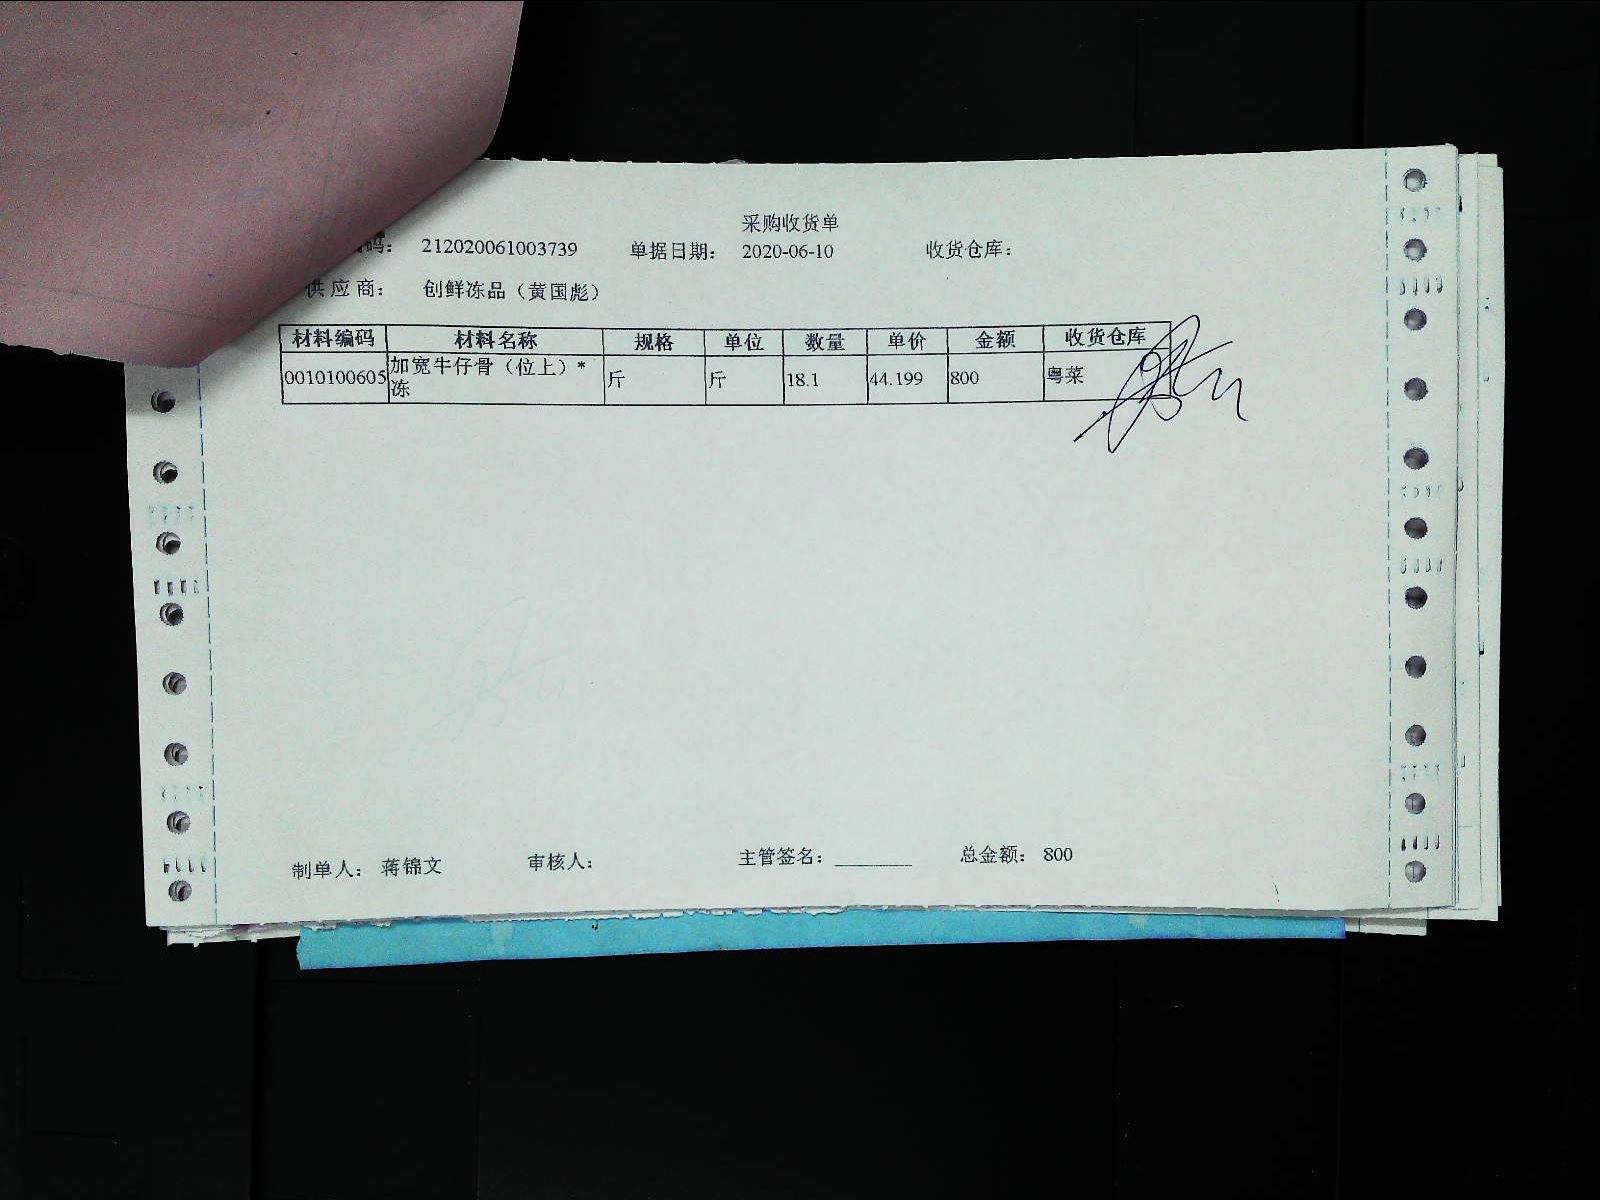 采购收货单
码： 212020061003739 单据日期： 2020-06-10 收货仓库：
供应商： 创鲜冻品（黄国彪）
材料编码 材料名称 规格 单位 数量 单价 金额 收货仓库
0010100605 加宽牛仔骨（位上）* 斤 斤 18.1 44.199 800 粤菜
冻
制单人： 蒋锦文 审核人： 主管签名：________ 总金额： 800